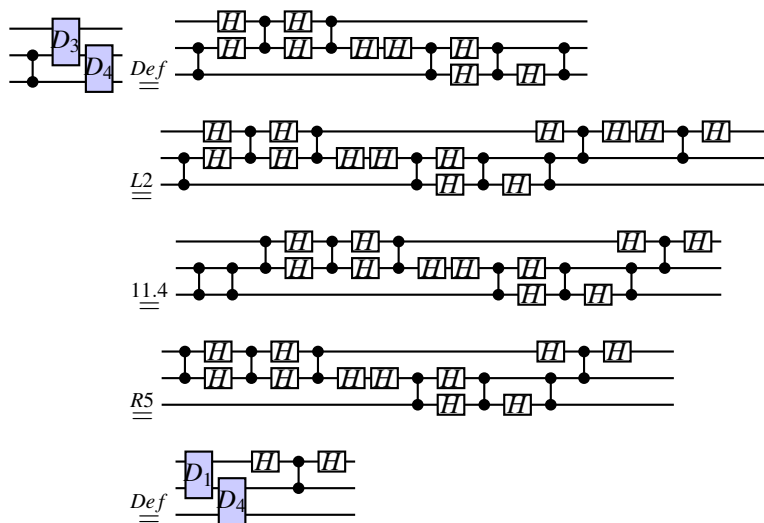 H H
D₃ H H H H H
D₄ Def = H H
H H H H H H
H H H H H
L2 = H H
H H H H
H H H H H
11.4 = H H
H H H H
H H H H H
R5 = H H
D₁ H H
Def = D₄